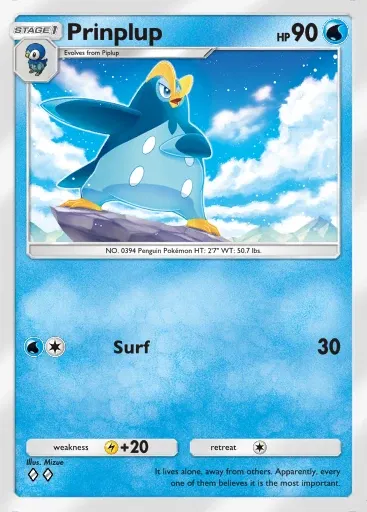 STAGE 1
Prinplup
HP 90
Evolves from Piplup
NO. 0394 Penguin Pokémon HT: 2'7" WT: 50.7 lbs.
Surf 30
weakness +20 retreat
Illus. Mizue
It lives alone, away from others. Apparently, every
one of them believes it is the most important.